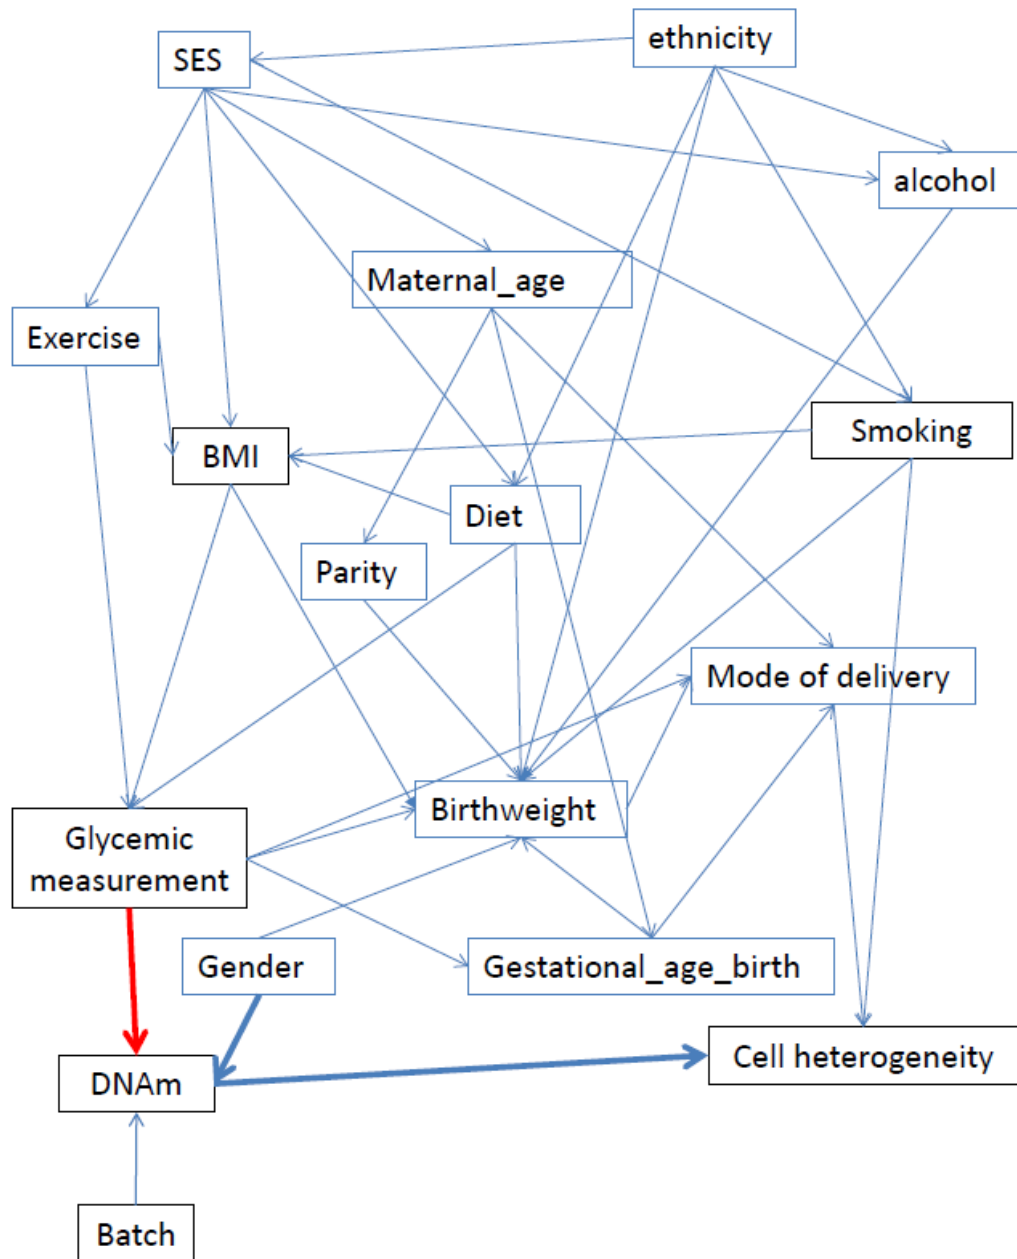 ethnicity
SES
alcohol
Maternal_age
Exercise
Smoking
BMI
Diet
Parity
Mode of delivery
Birthweight
Glycemic
measurement
Gender
Gestational_age_birth
Cell heterogeneity
DNAm
Batch